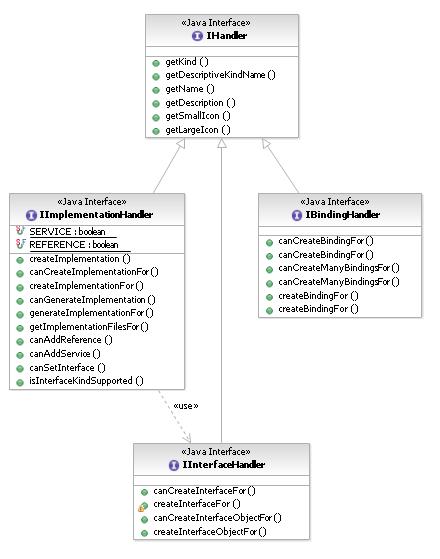 «Java Interface»
IHandler
getKind ()
getDescriptiveKindName ()
getName ()
getDescription ()
getSmallIcon ()
getLargeIcon ()
«Java Interface»
IImplementationHandler
SERVICE : boolean
REFERENCE : boolean
createImplementation ()
canCreateImplementationFor ()
createImplementationFor ()
canGenerateImplementation ()
generateImplementationFor ()
getImplementationFilesFor ()
canAddReference ()
canAddService ()
canSetInterface ()
isInterfaceKindSupported ()
«Java Interface»
IBindingHandler
canCreateBindingFor ()
canCreateBindingFor ()
canCreateManyBindingsFor ()
canCreateManyBindingsFor ()
createBindingFor ()
createBindingFor ()
«use»
«Java Interface»
IInterfaceHandler
canCreateInterfaceFor ()
createInterfaceFor ()
canCreateInterfaceObjectFor ()
createInterfaceObjectFor ()